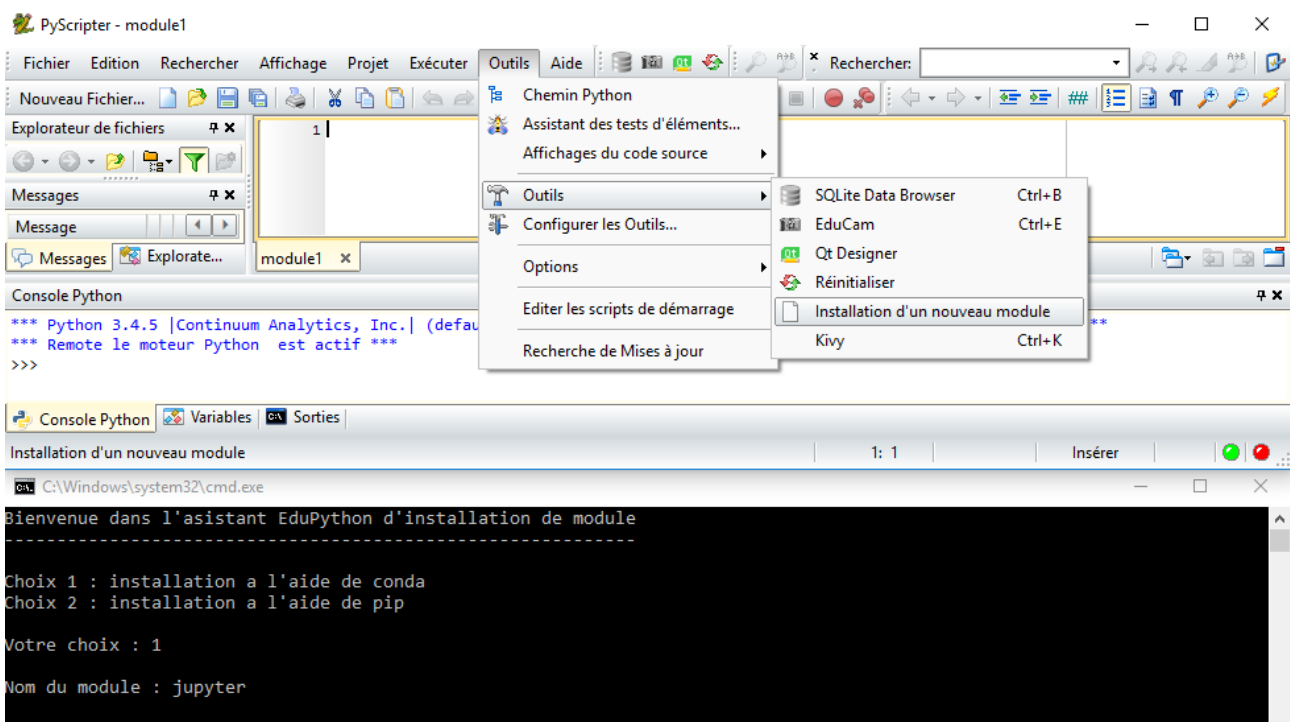 PyScripter - module1
Fichier Edition Rechercher Affichage Projet Exécuter Outils Aide Rechercher:
Nouveau Fichier...
Explorateur de fichiers
1
Messages
Message
Messages Explorate...
module1
Chemin Python
Assistant des tests d'éléments...
Affichages du code source
Outils
Configurer les Outils...
Options
Editer les scripts de démarrage
Recherche de Mises à jour
SQLite Data Browser Ctrl+B
EduCam Ctrl+E
Qt Designer
Réinitialiser
Installation d'un nouveau module
Kivy Ctrl+K
Console Python
*** Python 3.4.5 |Continuum Analytics, Inc.| (defau
**
*** Remote le moteur Python est actif ***
>>>
Console Python Variables Sorties
Installation d'un nouveau module 1: 1 Insérer
C:\Windows\system32\cmd.exe
Bienvenue dans l'asistant EduPython d'installation de module
------------------------------------------------------------
Choix 1 : installation a l'aide de conda
Choix 2 : installation a l'aide de pip
Votre choix : 1
Nom du module : jupyter